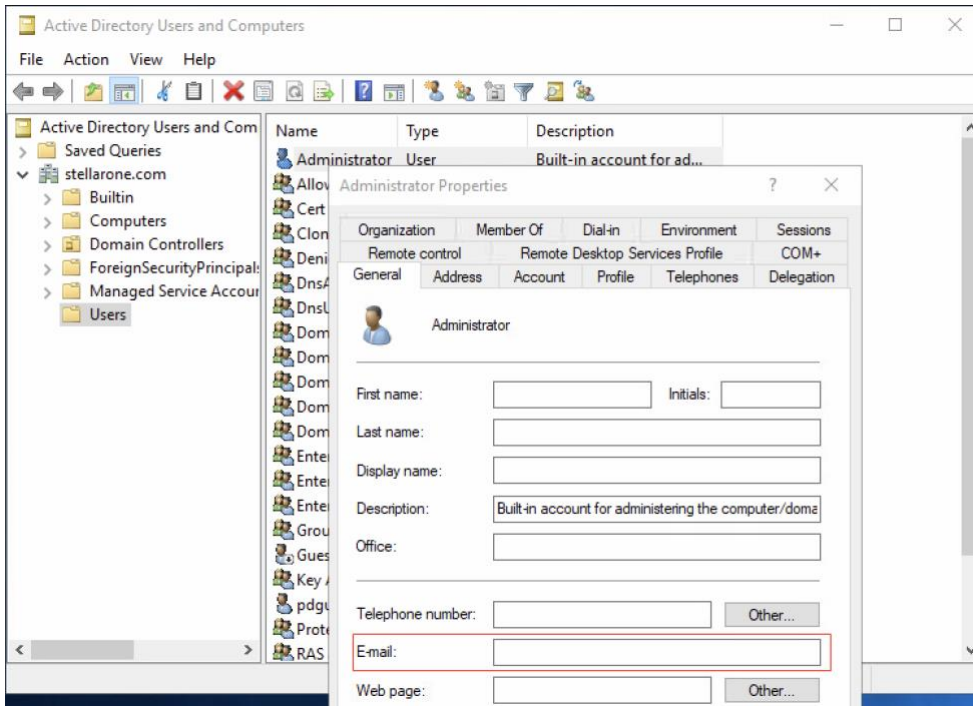 Active Directory Users and Computers
File Action View Help
Active Directory Users and Com
Saved Queries
stellarone.com
Builtin
Computers
Domain Controllers
ForeignSecurityPrincipals
Managed Service Accour
Users
Name Type Description
Administrator User Built-in account for ad...
Allov
Cert
Clon
Deni
DnsA
DnsU
Dom
Dom
Dom
Dom
Dom
Enter
Enter
Enter
Grou
Gues
Key A
pdgu
Prote
RAS
Administrator Properties
Organization Member Of Dial-in Environment Sessions
Remote control Remote Desktop Services Profile COM+
General Address Account Profile Telephones Delegation
Administrator
First name: Initials:
Last name:
Display name:
Description: Built-in account for administering the computer/doma
Office:
Telephone number: Other...
E-mail:
Web page: Other...